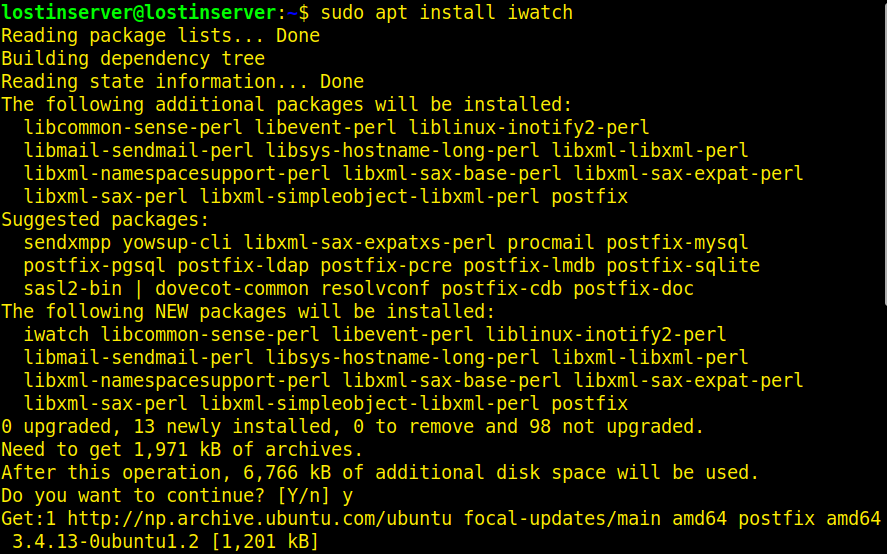 lostinserver@lostinserver:~$ sudo apt install iwatch
Reading package lists... Done
Building dependency tree
Reading state information... Done
The following additional packages will be installed:
  libcommon-sense-perl libevent-perl liblinux-inotify2-perl
  libmail-sendmail-perl libsys-hostname-long-perl libxml-libxml-perl
  libxml-namespacesupport-perl libxml-sax-base-perl libxml-sax-expat-perl
  libxml-sax-perl libxml-simpleobject-libxml-perl postfix
Suggested packages:
  sendxmpp yowsup-cli libxml-sax-expatxs-perl procmail postfix-mysql
  postfix-pgsql postfix-ldap postfix-pcre postfix-lmdb postfix-sqlite
  sasl2-bin | dovecot-common resolvconf postfix-cdb postfix-doc
The following NEW packages will be installed:
  iwatch libcommon-sense-perl libevent-perl liblinux-inotify2-perl
  libmail-sendmail-perl libsys-hostname-long-perl libxml-libxml-perl
  libxml-namespacesupport-perl libxml-sax-base-perl libxml-sax-expat-perl
  libxml-sax-perl libxml-simpleobject-libxml-perl postfix
0 upgraded, 13 newly installed, 0 to remove and 98 not upgraded.
Need to get 1,971 kB of archives.
After this operation, 6,766 kB of additional disk space will be used.
Do you want to continue? [Y/n] y
Get:1 http://np.archive.ubuntu.com/ubuntu focal-updates/main amd64 postfix amd64
 3.4.13-0ubuntu1.2 [1,201 kB]